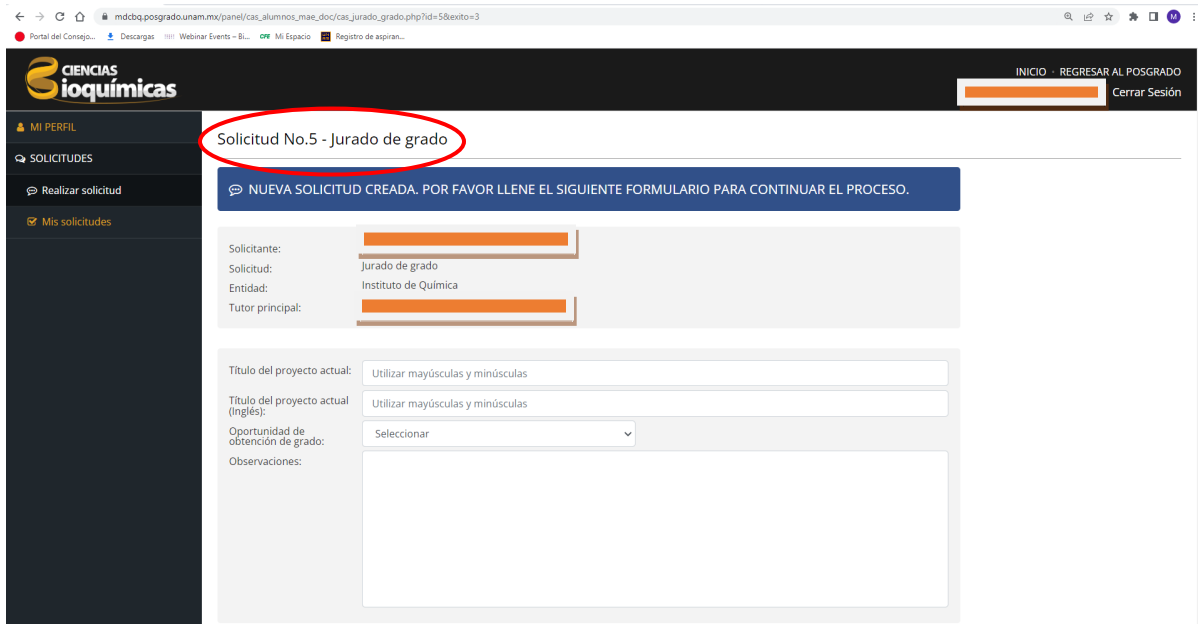 mdcbq.posgrado.unam.mx/panel/cas_alumnos_mae_doc/cas_jurado_grado.php?id=5&exito=3
M
Portal del Consejo... Descargas Webinar Events – Bi... CFE Mi Espacio Registro de aspiran...
CIENCIAS
Bioquímicas
INICIO · REGRESAR AL POSGRADO
Cerrar Sesión
MI PERFIL
SOLICITUDES
Realizar solicitud
Mis solicitudes
Solicitud No.5 - Jurado de grado
NUEVA SOLICITUD CREADA. POR FAVOR LLENE EL SIGUIENTE FORMULARIO PARA CONTINUAR EL PROCESO.
Solicitante:
Solicitud: Jurado de grado
Entidad: Instituto de Química
Tutor principal:
Título del proyecto actual: Utilizar mayúsculas y minúsculas
Título del proyecto actual
(Inglés): Utilizar mayúsculas y minúsculas
Oportunidad de
obtención de grado: Seleccionar
Observaciones: